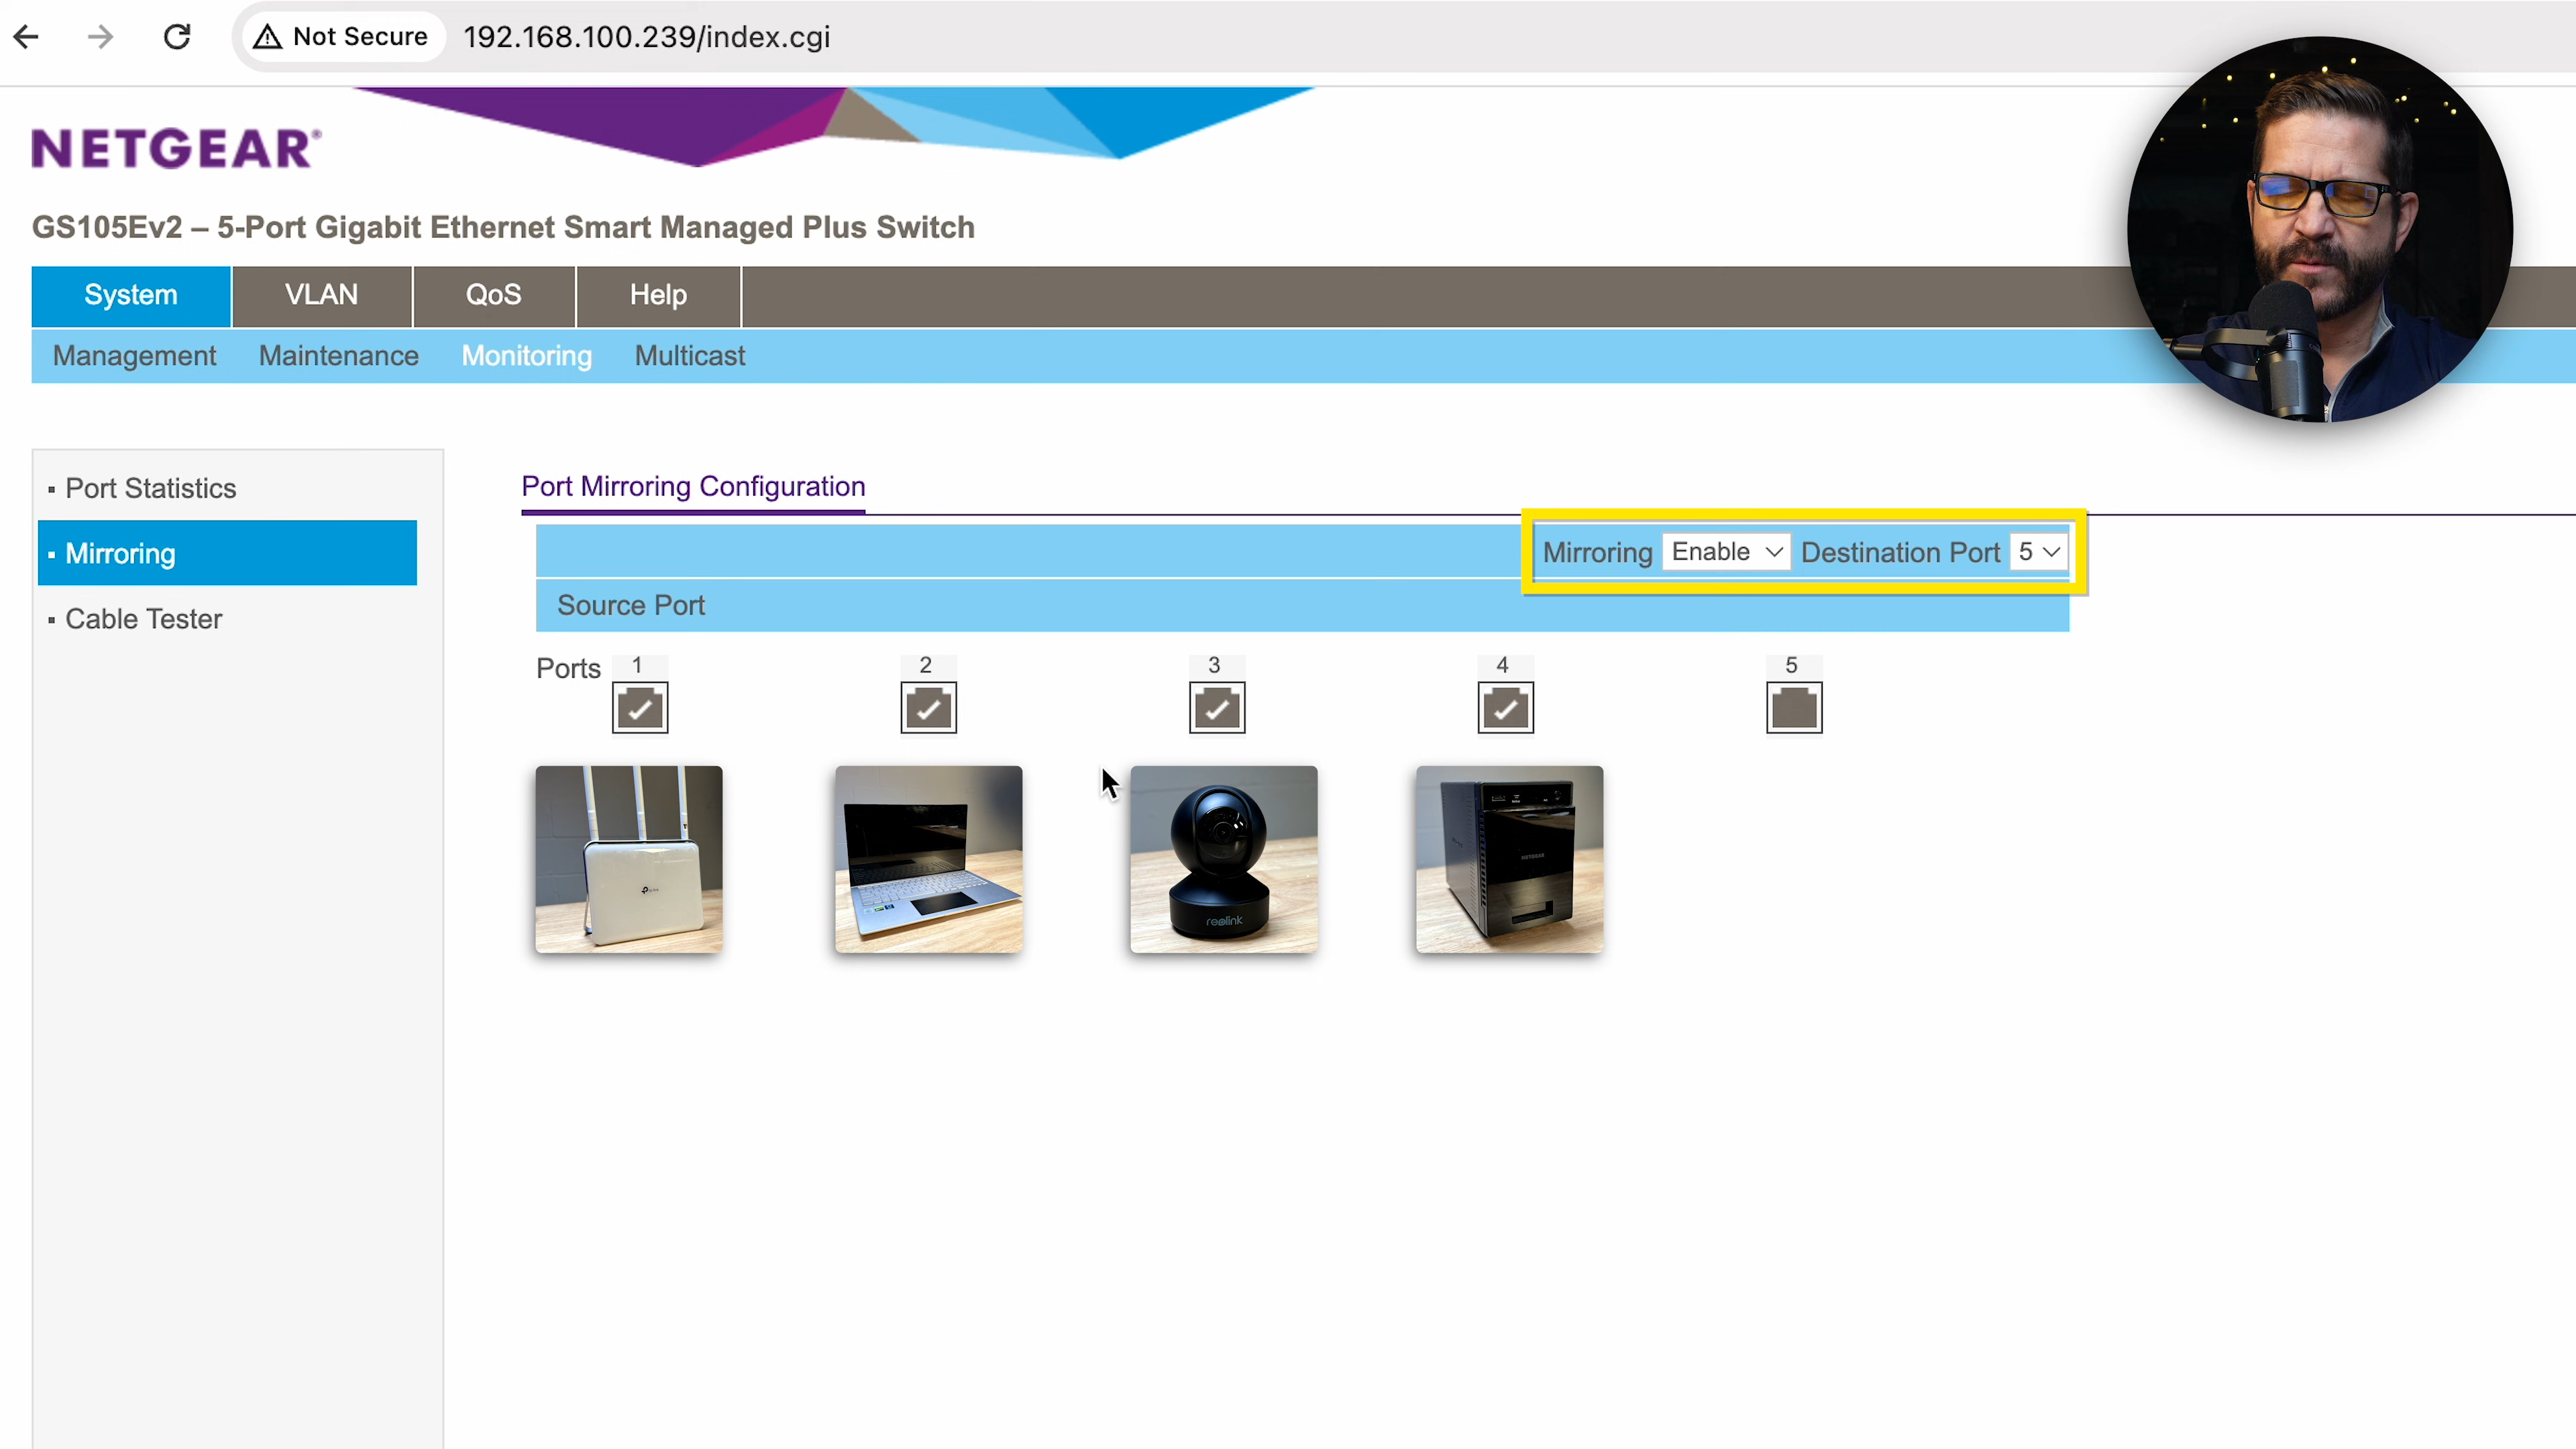 Not Secure 192.168.100.239/index.cgi
NETGEAR®
GS105Ev2 – 5-Port Gigabit Ethernet Smart Managed Plus Switch
System VLAN QoS Help
Management Maintenance Monitoring Multicast
Port Statistics
Mirroring
Cable Tester
Port Mirroring Configuration
Mirroring Enable Destination Port 5
Source Port
Ports 1 2 3 4 5
reolink
NETGEAR